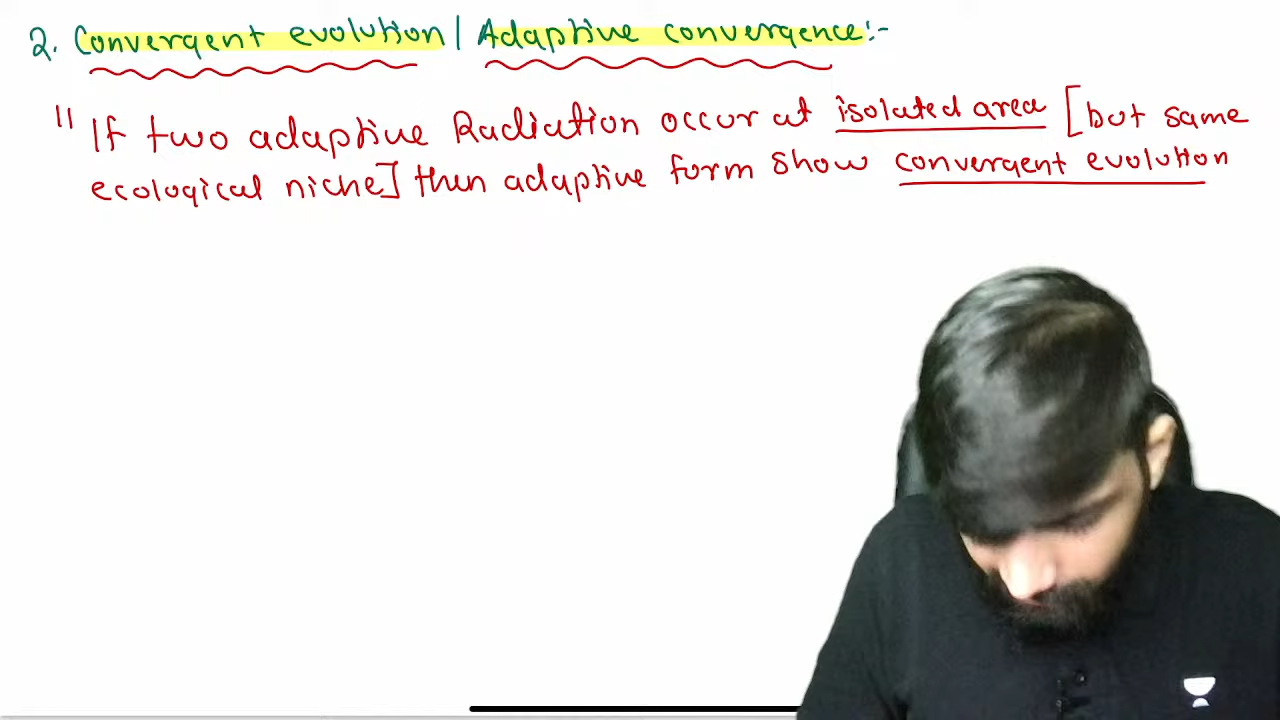 2. Convergent evolution | Adaptive convergence:-
" If two adaptive Radiation occur at isolated area [but same
ecological niche] then adaptive form show convergent evolution